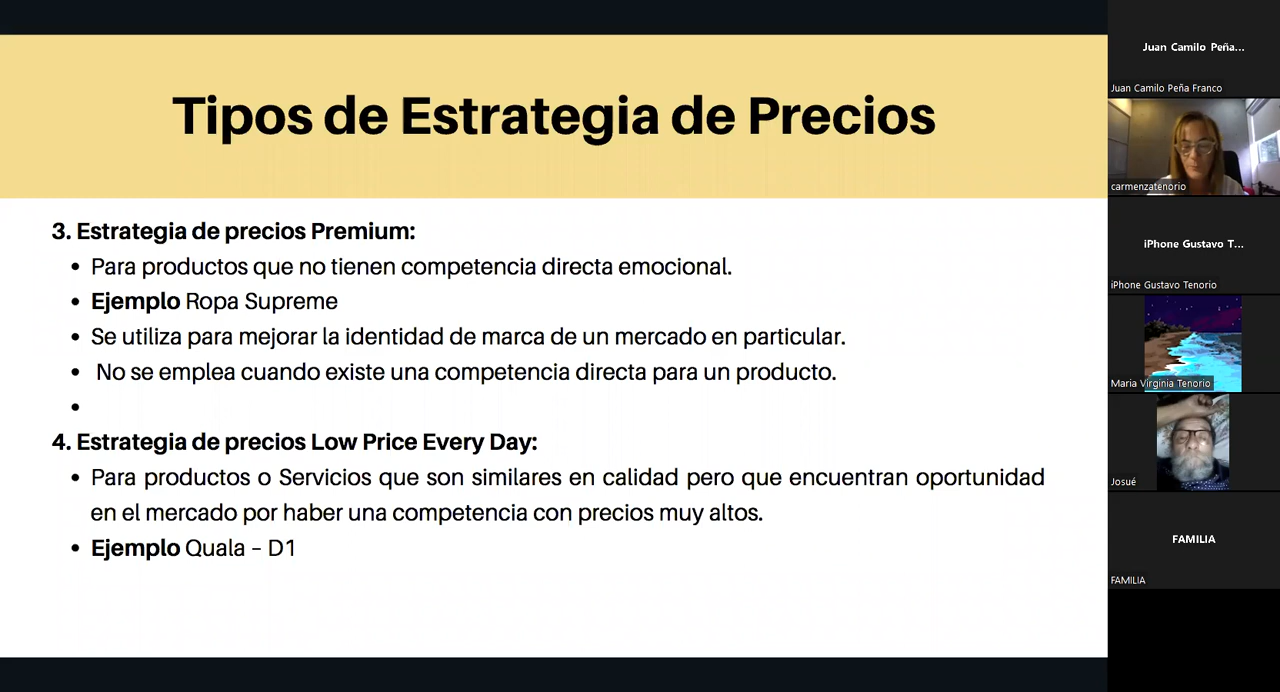 Tipos de Estrategia de Precios
3. Estrategia de precios Premium:
• Para productos que no tienen competencia directa emocional.
• Ejemplo Ropa Supreme
• Se utiliza para mejorar la identidad de marca de un mercado en particular.
• No se emplea cuando existe una competencia directa para un producto.
•
4. Estrategia de precios Low Price Every Day:
• Para productos o Servicios que son similares en calidad pero que encuentran oportunidad
en el mercado por haber una competencia con precios muy altos.
• Ejemplo Quala – D1
Juan Camilo Peña...
Juan Camilo Peña Franco
carmenzatenorio
iPhone Gustavo T...
iPhone Gustavo Tenorio
Maria Virginia Tenorio
Josué
FAMILIA
FAMILIA